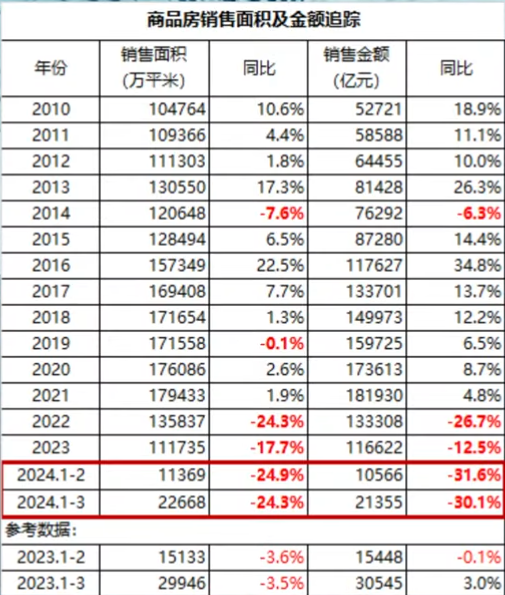 商品房销售面积及金额追踪
年份 销售面积 (万平米) 同比 销售金额 (亿元) 同比
2010 104764 10.6% 52721 18.9%
2011 109366 4.4% 58588 11.1%
2012 111303 1.8% 64455 10.0%
2013 130550 17.3% 81428 26.3%
2014 120648 -7.6% 76292 -6.3%
2015 128494 6.5% 87280 14.4%
2016 157349 22.5% 117627 34.8%
2017 169408 7.7% 133701 13.7%
2018 171654 1.3% 149973 12.2%
2019 171558 -0.1% 159725 6.5%
2020 176086 2.6% 173613 8.7%
2021 179433 1.9% 181930 4.8%
2022 135837 -24.3% 133308 -26.7%
2023 111735 -17.7% 116622 -12.5%
2024.1-2 11369 -24.9% 10566 -31.6%
2024.1-3 22668 -24.3% 21355 -30.1%
参考数据:
2023.1-2 15133 -3.6% 15448 -0.1%
2023.1-3 29946 -3.5% 30545 3.0%